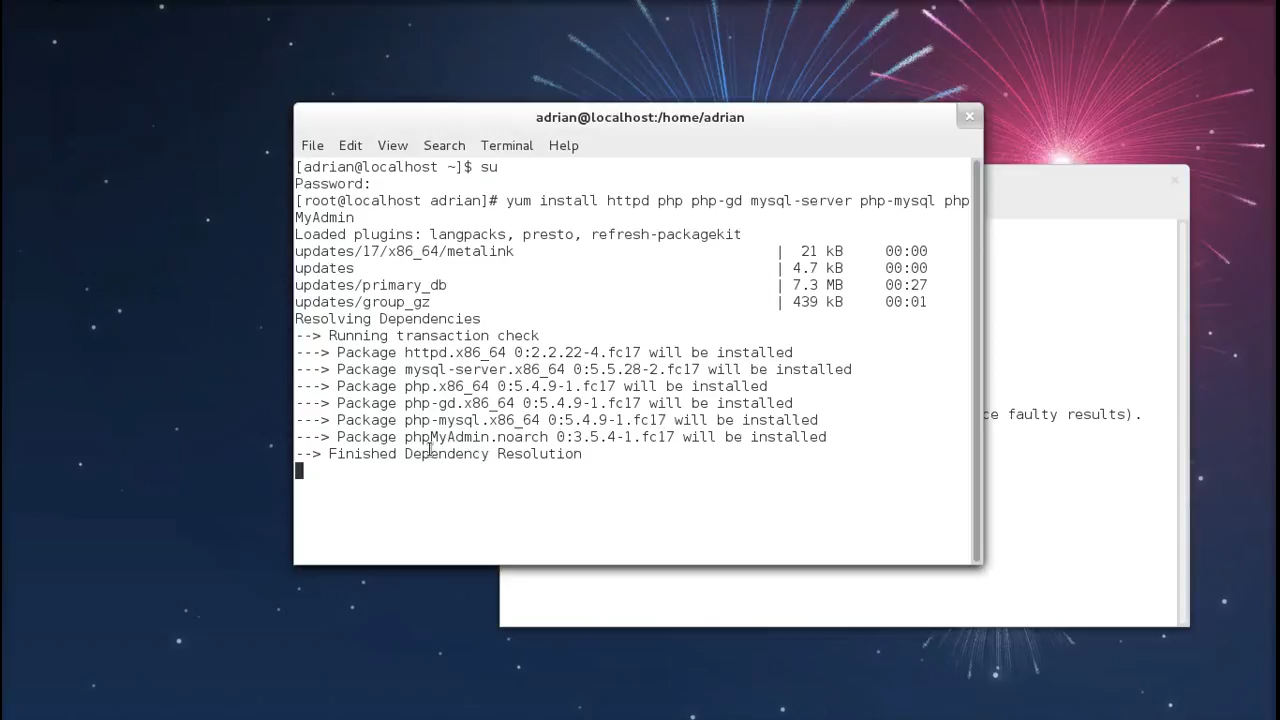 adrian@localhost:/home/adrian
File Edit View Search Terminal Help
[adrian@localhost ~]$ su
Password:
[root@localhost adrian]# yum install httpd php php-gd mysql-server php-mysql php
MyAdmin
Loaded plugins: langpacks, presto, refresh-packagekit
updates/17/x86_64/metalink | 21 kB 00:00
updates | 4.7 kB 00:00
updates/primary_db | 7.3 MB 00:27
updates/group_gz | 439 kB 00:01
Resolving Dependencies
--> Running transaction check
---> Package httpd.x86_64 0:2.2.22-4.fc17 will be installed
---> Package mysql-server.x86_64 0:5.5.28-2.fc17 will be installed
---> Package php.x86_64 0:5.4.9-1.fc17 will be installed
---> Package php-gd.x86_64 0:5.4.9-1.fc17 will be installed
---> Package php-mysql.x86_64 0:5.4.9-1.fc17 will be installed
---> Package phpMyAdmin.noarch 0:3.5.4-1.fc17 will be installed
--> Finished Dependency Resolution
ce faulty results).